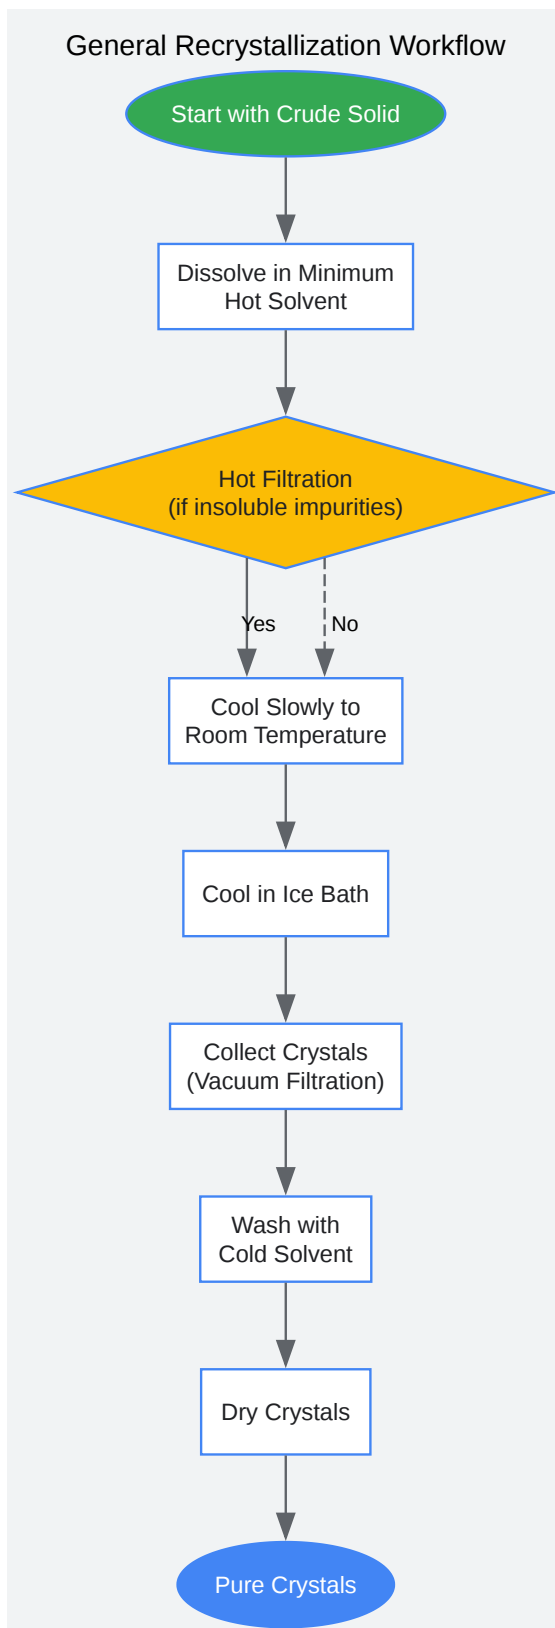 General Recrystallization Workflow
Start with Crude Solid
Dissolve in Minimum
Hot Solvent
Hot Filtration
(if insoluble impurities)
Yes
No
Cool Slowly to
Room Temperature
Cool in Ice Bath
Collect Crystals
(Vacuum Filtration)
Wash with
Cold Solvent
Dry Crystals
Pure Crystals